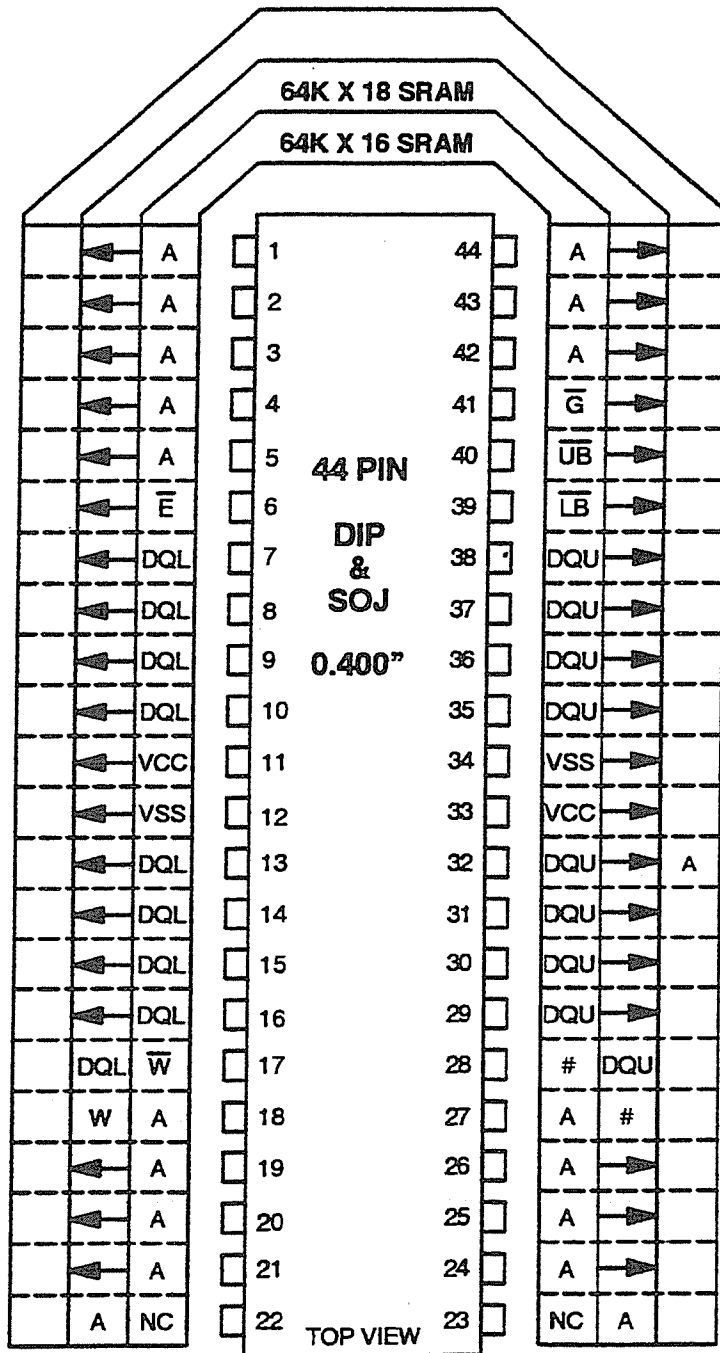 64K X 18 SRAM
64K X 16 SRAM
A 1 44 A
A 2 43 A
A 3 42 A
A 4 41 G̅
A 5 40 U̅B̅
E̅ 6 39 L̅B̅
DQL 7 38 DQU
DQL 8 37 DQU
DQL 9 36 DQU
DQL 10 35 DQU
VCC 11 34 VSS
VSS 12 33 VCC
DQL 13 32 DQU A
DQL 14 31 DQU
DQL 15 30 DQU
DQL 16 29 DQU
DQL W̅ 17 28 # DQU
W A 18 27 A #
A 19 26 A
A 20 25 A
A 21 24 A
A NC 22 23 NC A
44 PIN
DIP
&
SOJ
0.400”
TOP VIEW